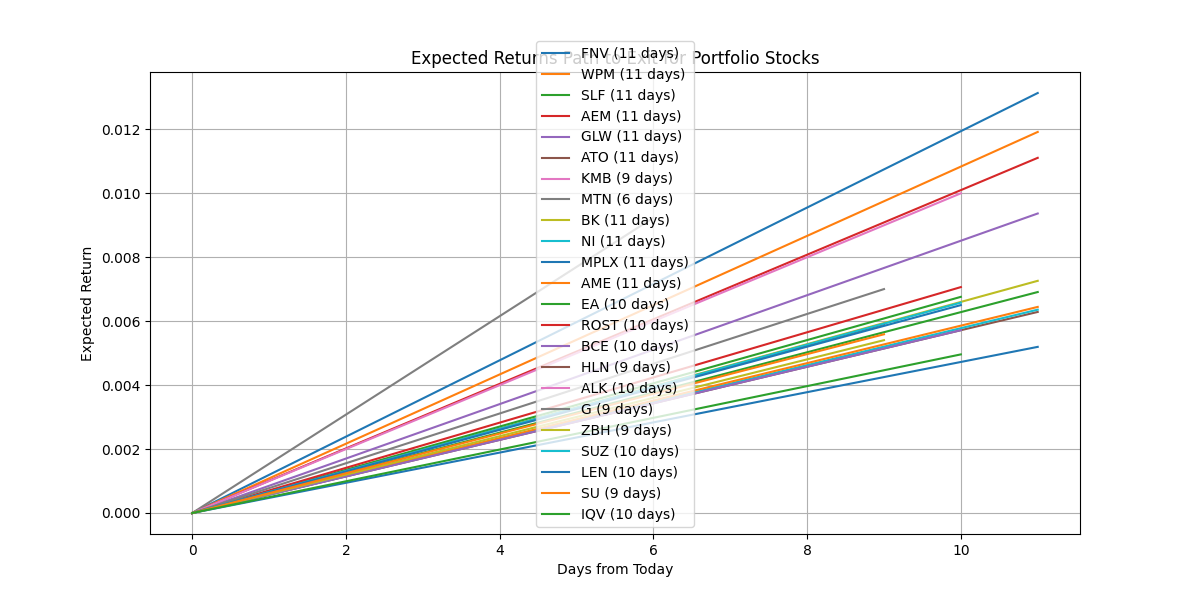 Expected Returns Path to Exit for Portfolio Stocks
FNV (11 days)
WPM (11 days)
SLF (11 days)
AEM (11 days)
GLW (11 days)
ATO (11 days)
KMB (9 days)
MTN (6 days)
BK (11 days)
NI (11 days)
MPLX (11 days)
AME (11 days)
EA (10 days)
ROST (10 days)
BCE (10 days)
HLN (9 days)
ALK (10 days)
G (9 days)
ZBH (9 days)
SUZ (10 days)
LEN (10 days)
SU (9 days)
IQV (10 days)
Expected Return
0.012
0.010
0.008
0.006
0.004
0.002
0.000
0 2 4 6 8 10
Days from Today